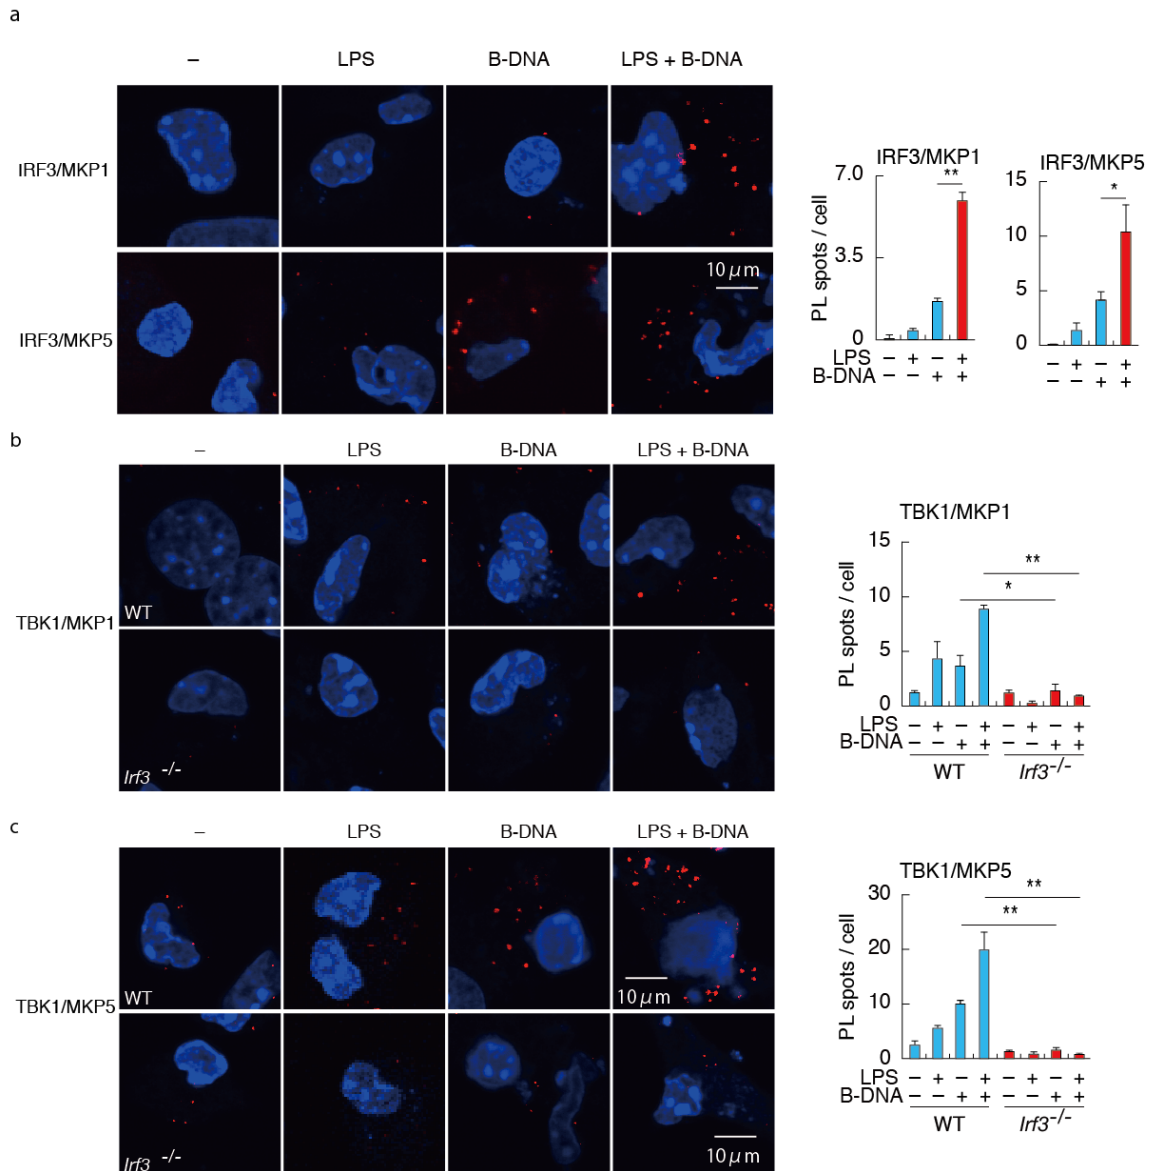 a
– LPS B-DNA LPS + B-DNA
IRF3/MKP1
IRF3/MKP5
10 µm
IRF3/MKP1
**
7.0
3.5
0
PL spots / cell
LPS – + – +
B-DNA – – + +
IRF3/MKP5
*
15
10
5
0
– + – +
– – + +
b
– LPS B-DNA LPS + B-DNA
TBK1/MKP1
WT
Irf3 -/-
TBK1/MKP1
15
10
5
0
PL spots / cell
**
*
LPS – + – + – + – +
B-DNA – – + + – – + +
WT Irf3-/-
c
– LPS B-DNA LPS + B-DNA
TBK1/MKP5
WT
10 µm
Irf3 -/-
10 µm
TBK1/MKP5
30
20
10
0
PL spots / cell
**
**
LPS – + – + – + – +
B-DNA – – + + – – + +
WT Irf3-/-